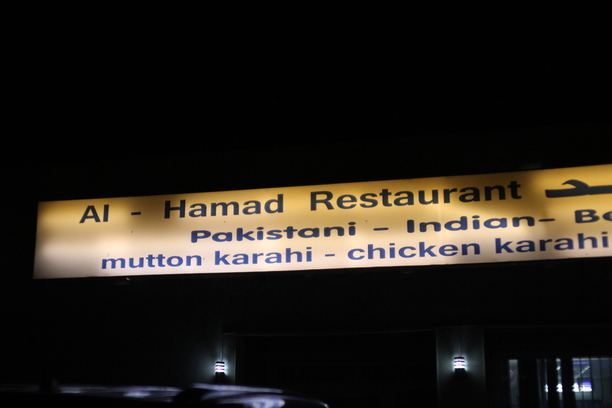 Al - Hamad Restaurant
Pakistani - Indian-
mutton karahi - chicken karahi